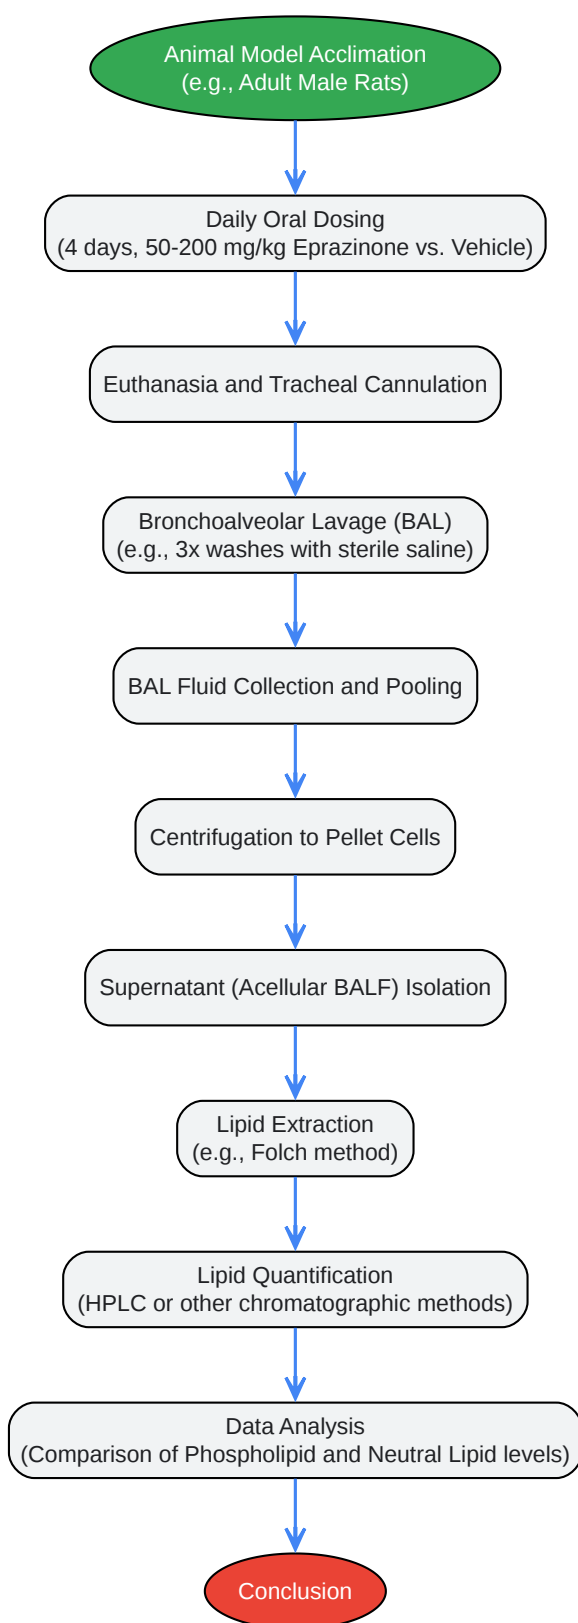 Animal Model Acclimation
(e.g., Adult Male Rats)
Daily Oral Dosing
(4 days, 50-200 mg/kg Eprazinone vs. Vehicle)
Euthanasia and Tracheal Cannulation
Bronchoalveolar Lavage (BAL)
(e.g., 3x washes with sterile saline)
BAL Fluid Collection and Pooling
Centrifugation to Pellet Cells
Supernatant (Acellular BALF) Isolation
Lipid Extraction
(e.g., Folch method)
Lipid Quantification
(HPLC or other chromatographic methods)
Data Analysis
(Comparison of Phospholipid and Neutral Lipid levels)
Conclusion